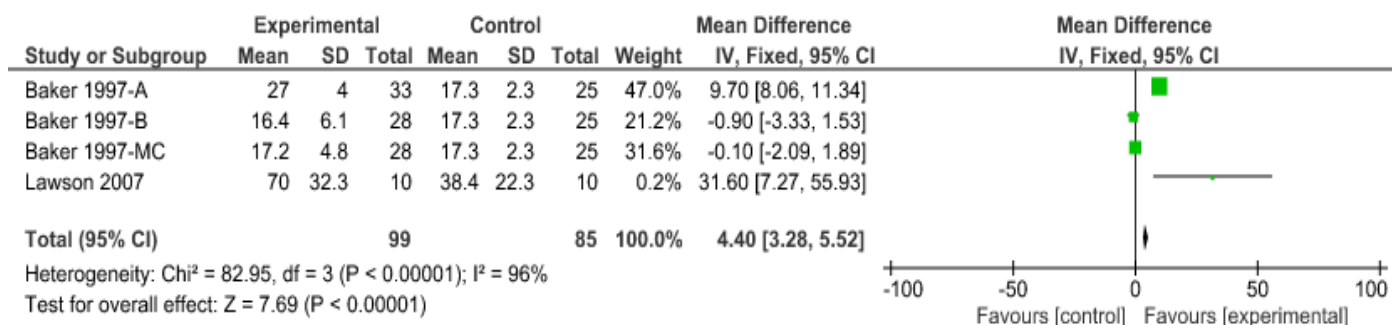 Experimental Control Mean Difference Mean Difference
Study or Subgroup Mean SD Total Mean SD Total Weight IV, Fixed, 95% CI IV, Fixed, 95% CI
Baker 1997-A 27 4 33 17.3 2.3 25 47.0% 9.70 [8.06, 11.34]
Baker 1997-B 16.4 6.1 28 17.3 2.3 25 21.2% -0.90 [-3.33, 1.53]
Baker 1997-MC 17.2 4.8 28 17.3 2.3 25 31.6% -0.10 [-2.09, 1.89]
Lawson 2007 70 32.3 10 38.4 22.3 10 0.2% 31.60 [7.27, 55.93]
Total (95% CI) 99 85 100.0% 4.40 [3.28, 5.52]
Heterogeneity: Chi² = 82.95, df = 3 (P < 0.00001); I² = 96%
Test for overall effect: Z = 7.69 (P < 0.00001)
-100 -50 0 50 100
Favours [control] Favours [experimental]